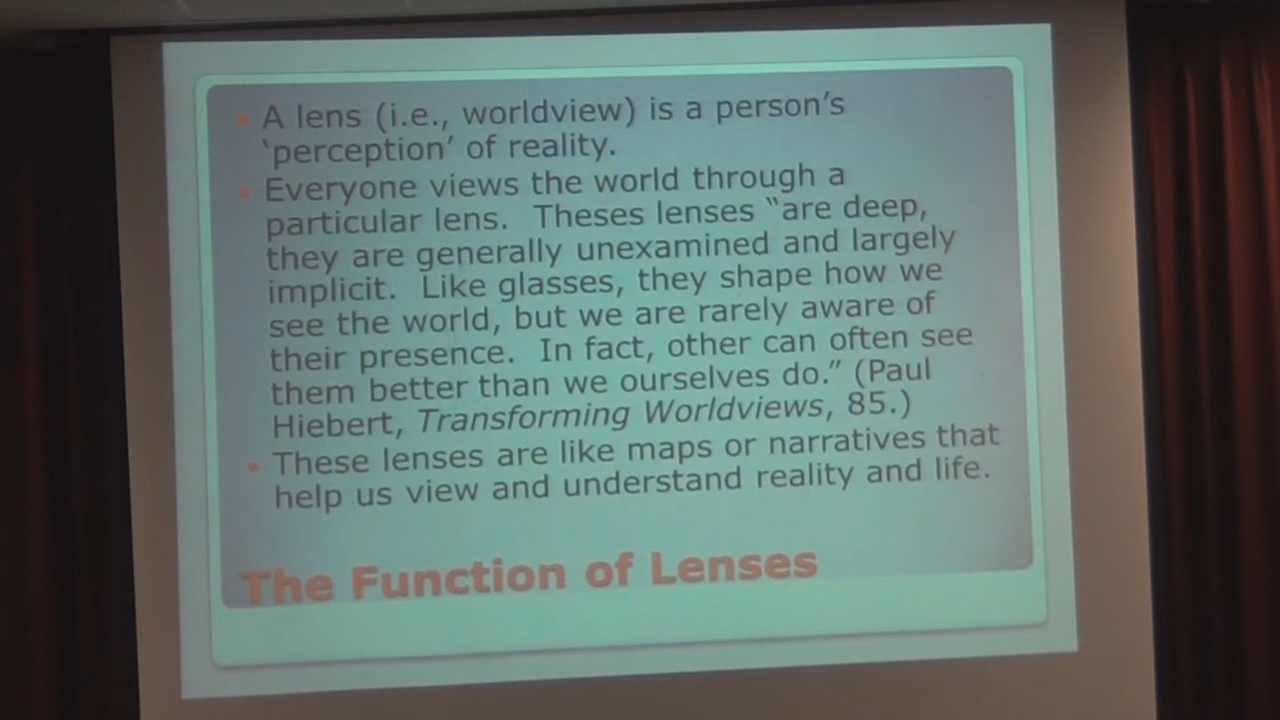 • A lens (i.e., worldview) is a person's
'perception' of reality.
• Everyone views the world through a
particular lens.  Theses lenses "are deep,
they are generally unexamined and largely
implicit.  Like glasses, they shape how we
see the world, but we are rarely aware of
their presence.  In fact, other can often see
them better than we ourselves do." (Paul
Hiebert, Transforming Worldviews, 85.)
• These lenses are like maps or narratives that
help us view and understand reality and life.
The Function of Lenses